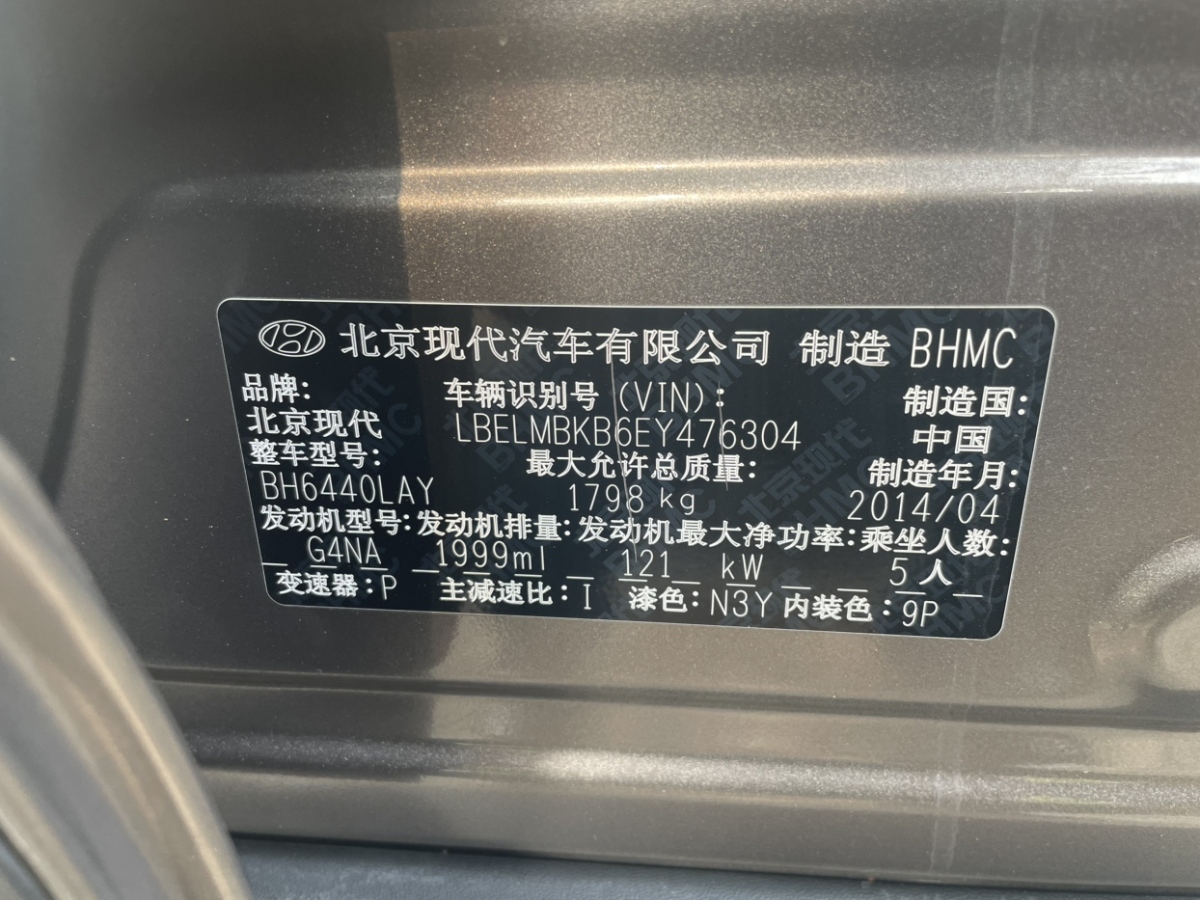 北京现代汽车有限公司 制造 BHMC
品牌: 车辆识别号 (VIN): 制造国:
北京现代 LBELMBKB6EY476304 中国
整车型号: 最大允许总质量: 制造年月:
BH6440LAY 1798 kg 2014/04
发动机型号: 发动机排量: 发动机最大净功率: 乘坐人数:
G4NA 1999ml 121 kW 5人
变速器: P 主减速比: I 漆色: N3Y 内装色: 9P